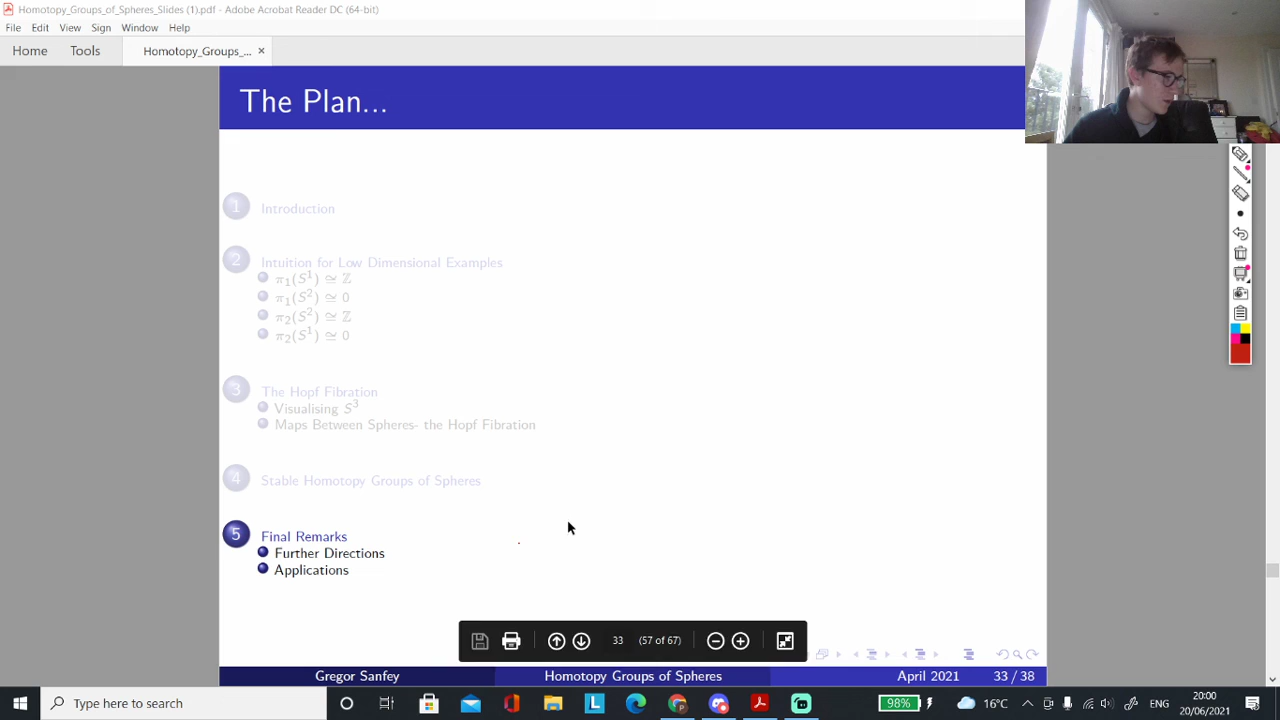 Homotopy_Groups_of_Spheres_Slides (1).pdf - Adobe Acrobat Reader DC (64-bit)
File Edit View Sign Window Help
Home Tools Homotopy_Groups_... ×
The Plan...
1 Introduction
2 Intuition for Low Dimensional Examples
π₁(S¹) ≅ ℤ
π₁(S²) ≅ 0
π₂(S²) ≅ ℤ
π₂(S¹) ≅ 0
3 The Hopf Fibration
Visualising S³
Maps Between Spheres- the Hopf Fibration
4 Stable Homotopy Groups of Spheres
5 Final Remarks
Further Directions
Applications
33 (57 of 67)
Gregor Sanfey Homotopy Groups of Spheres April 2021 33 / 38
Type here to search 98% 16°C ENG 20:00
20/06/2021